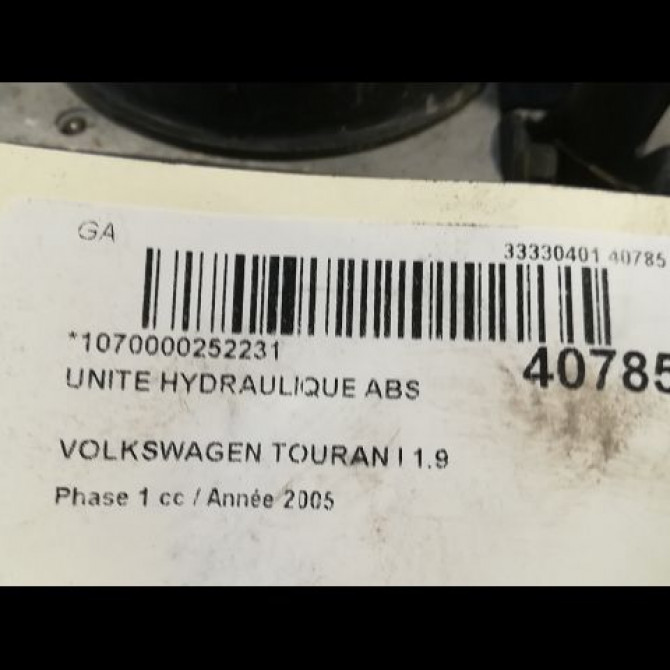 GA
33330401 40785
*1070000252231
40785
UNITE HYDRAULIQUE ABS
VOLKSWAGEN TOURAN I 1.9
Phase 1 cc / Année 2005